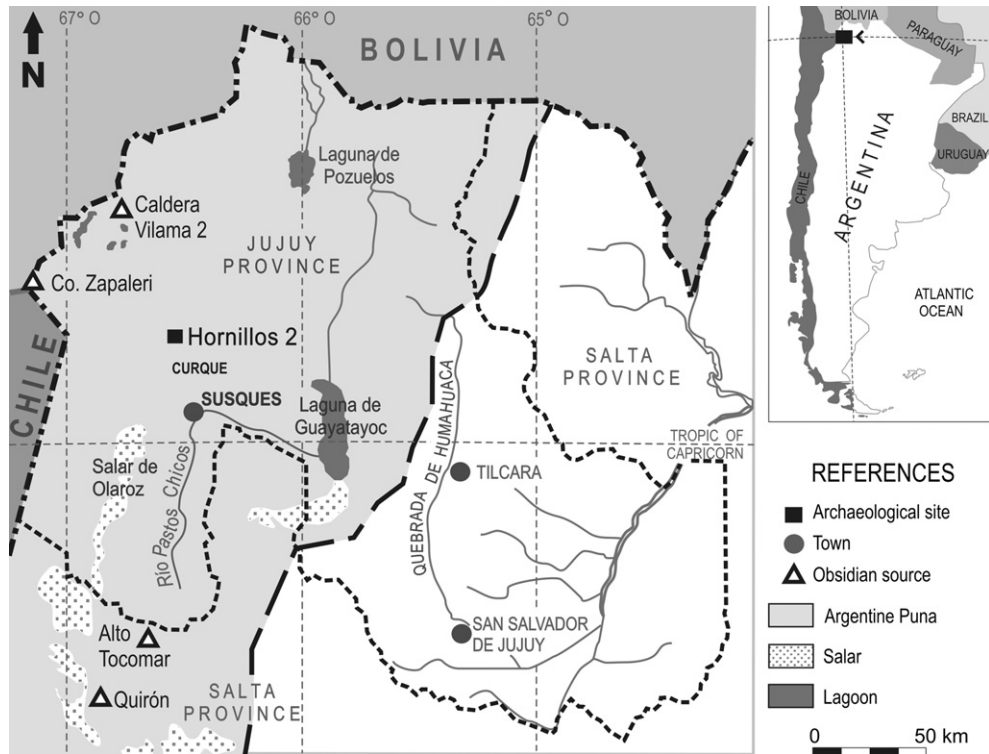 67° O
66° O
65° O
N
BOLIVIA
Laguna de
Pozuelos
Caldera
Vilama 2
JUJUY
PROVINCE
Co. Zapaleri
CHILE
Hornillos 2
CURQUE
SUSQUES
Laguna de
Guayatayoc
SALTA
PROVINCE
QUEBRADA DE HUMAHUACA
TROPIC OF
CAPRICORN
Salar de
Olaroz
Río Pastos Chicos
TILCARA
SAN SALVADOR
DE JUJUY
Alto
Tocomar
Quirón
SALTA
PROVINCE
BOLIVIA
PARAGUAY
BRAZIL
URUGUAY
CHILE
ARGENTINA
ATLANTIC
OCEAN
REFERENCES
Archaeological site
Town
Obsidian source
Argentine Puna
Salar
Lagoon
0 50 km